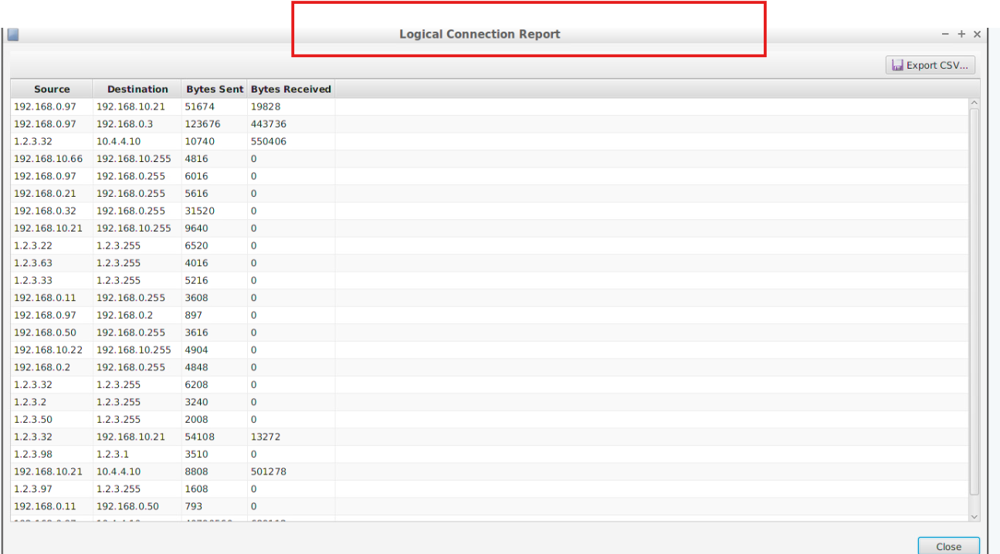 Logical Connection Report
Export CSV...
Source Destination Bytes Sent Bytes Received
192.168.0.97 192.168.10.21 51674 19828
192.168.0.97 192.168.0.3 123676 443736
1.2.3.32 10.4.4.10 10740 550406
192.168.10.66 192.168.10.255 4816 0
192.168.0.97 192.168.0.255 6016 0
192.168.0.21 192.168.0.255 5616 0
192.168.0.32 192.168.0.255 31520 0
192.168.10.21 192.168.10.255 9640 0
1.2.3.22 1.2.3.255 6520 0
1.2.3.63 1.2.3.255 4016 0
1.2.3.33 1.2.3.255 5216 0
192.168.0.11 192.168.0.255 3608 0
192.168.0.97 192.168.0.2 897 0
192.168.0.50 192.168.0.255 3616 0
192.168.10.22 192.168.10.255 4904 0
192.168.0.2 192.168.0.255 4848 0
1.2.3.32 1.2.3.255 6208 0
1.2.3.2 1.2.3.255 3240 0
1.2.3.50 1.2.3.255 2008 0
1.2.3.32 192.168.10.21 54108 13272
1.2.3.98 1.2.3.1 3510 0
192.168.10.21 10.4.4.10 8808 501278
1.2.3.97 1.2.3.255 1608 0
192.168.0.11 192.168.0.50 793 0
Close